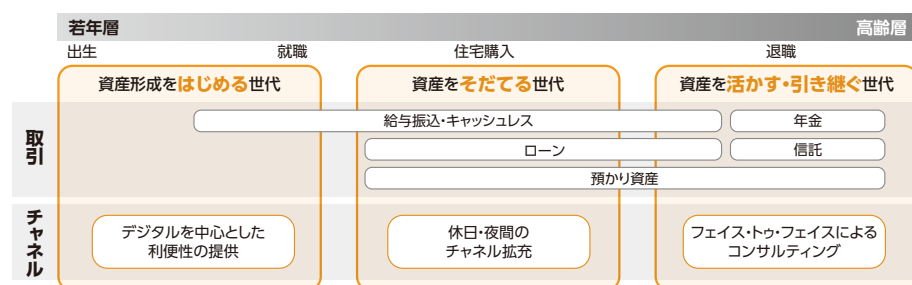 若年層
高齢層
出生
就職
住宅購入
退職
資産形成をはじめる世代
資産をそだてる世代
資産を活かす・引き継ぐ世代
取引
給与振込・キャッシュレス
年金
ローン
信託
預かり資産
チャネル
デジタルを中心とした
利便性の提供
休日・夜間の
チャネル拡充
フェイス・トゥ・フェイスによる
コンサルティング